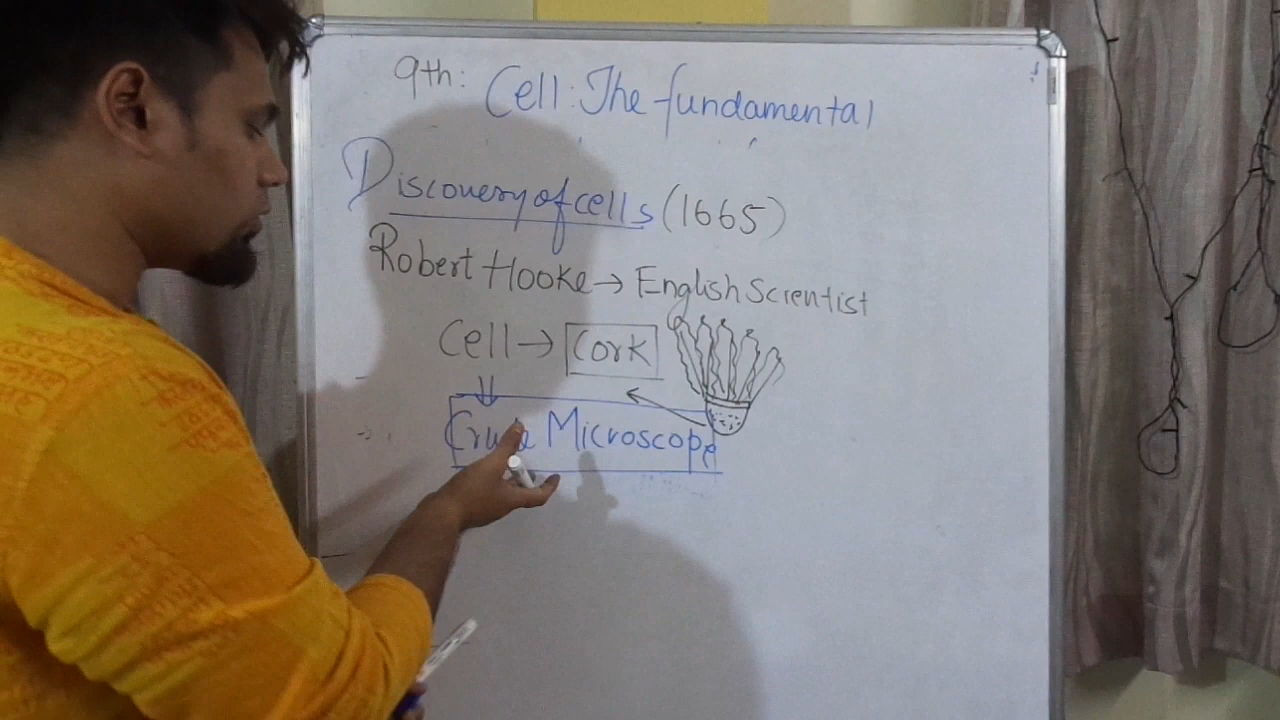 9th: Cell: The fundamental
Discovery of cells (1665)
Robert Hooke → English Scientist
Cell → Cork
Microscope